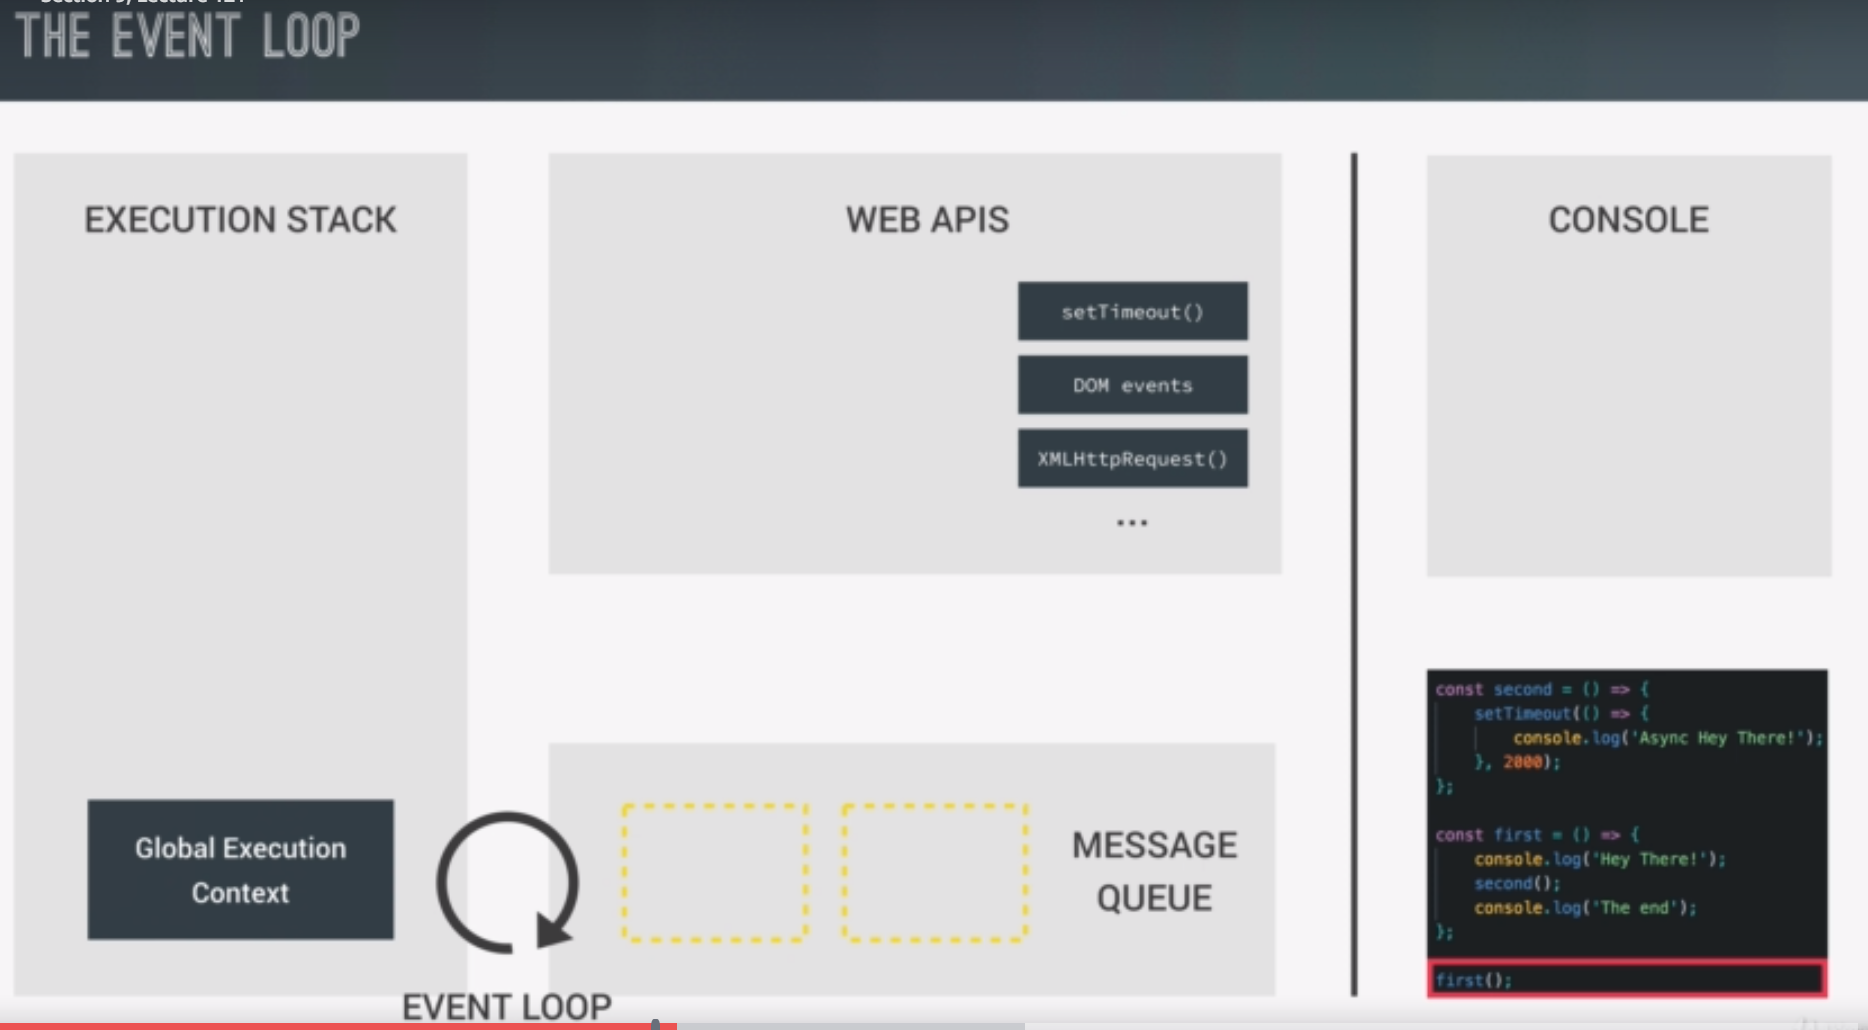 THE EVENT LOOP
EXECUTION STACK
Global Execution
Context
EVENT LOOP
WEB APIS
setTimeout()
DOM events
XMLHttpRequest()
...
MESSAGE
QUEUE
CONSOLE
const second = () => {
    setTimeout(() => {
        console.log('Async Hey There!');
    }, 2000);
};
const first = () => {
    console.log('Hey There!');
    second();
    console.log('The end');
};
first();